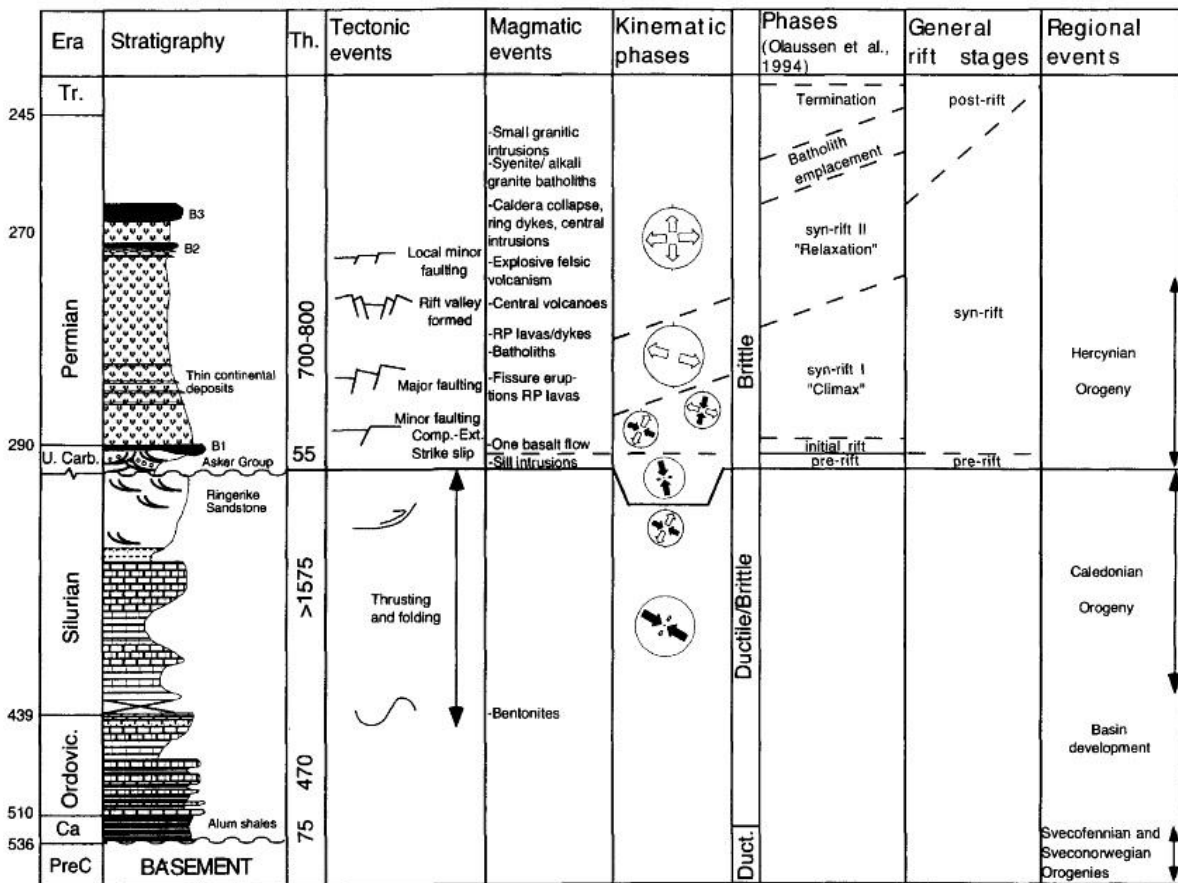 Era
Stratigraphy
Th.
Tectonic
events
Magmatic
events
Kinematic
phases
Phases
(Olaussen et al.,
1994)
General
rift stages
Regional
events
Tr.
245
Permian
270
290
U. Carb.
Silurian
439
Ordovic.
510
Ca
536
PreC
B3
B2
Thin continental
deposits
B1
Asker Group
Ringerike
Sandstone
Alum shales
BASEMENT
700-800
55
>1575
470
75
Local minor
faulting
Rift valley
formed
Major faulting
Minor faulting
Comp.-Ext.
Strike slip
Thrusting
and folding
-Small granitic
intrusions
-Syenite/ alkali
granite batholiths
-Caldera collapse,
ring dykes, central
intrusions
-Explosive felsic
volcanism
-Central volcanoes
-RP lavas/dykes
-Batholiths
-Fissure erup-
tions RP lavas
-One basalt flow
-Sill intrusions
-Bentonites
Brittle
Ductile/Brittle
Duct.
Termination
Batholith
emplacement
syn-rift II
"Relaxation"
syn-rift I
"Climax"
initial rift
pre-rift
post-rift
syn-rift
pre-rift
Hercynian
Orogeny
Caledonian
Orogeny
Basin
development
Svecofennian and
Sveconorwegian
Orogenies